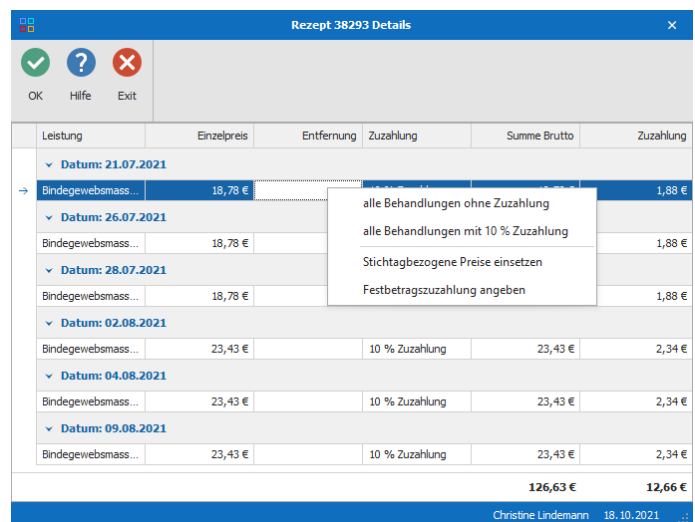 Rezept 38293 Details
OK Hilfe Exit
Leistung Einzelpreis Entfernung Zuzahlung Summe Brutto Zuzahlung
Datum: 21.07.2021
Bindegewebsmass... 18,78 € 1,88 €
alle Behandlungen ohne Zuzahlung
Datum: 26.07.2021
alle Behandlungen mit 10 % Zuzahlung
Bindegewebsmass... 18,78 € 1,88 €
Stichtagbezogene Preise einsetzen
Datum: 28.07.2021
Festbetragszuzahlung angeben
Bindegewebsmass... 18,78 € 1,88 €
Datum: 02.08.2021
Bindegewebsmass... 23,43 € 10 % Zuzahlung 23,43 € 2,34 €
Datum: 04.08.2021
Bindegewebsmass... 23,43 € 10 % Zuzahlung 23,43 € 2,34 €
Datum: 09.08.2021
Bindegewebsmass... 23,43 € 10 % Zuzahlung 23,43 € 2,34 €
126,63 € 12,66 €
Christine Lindemann 18.10.2021